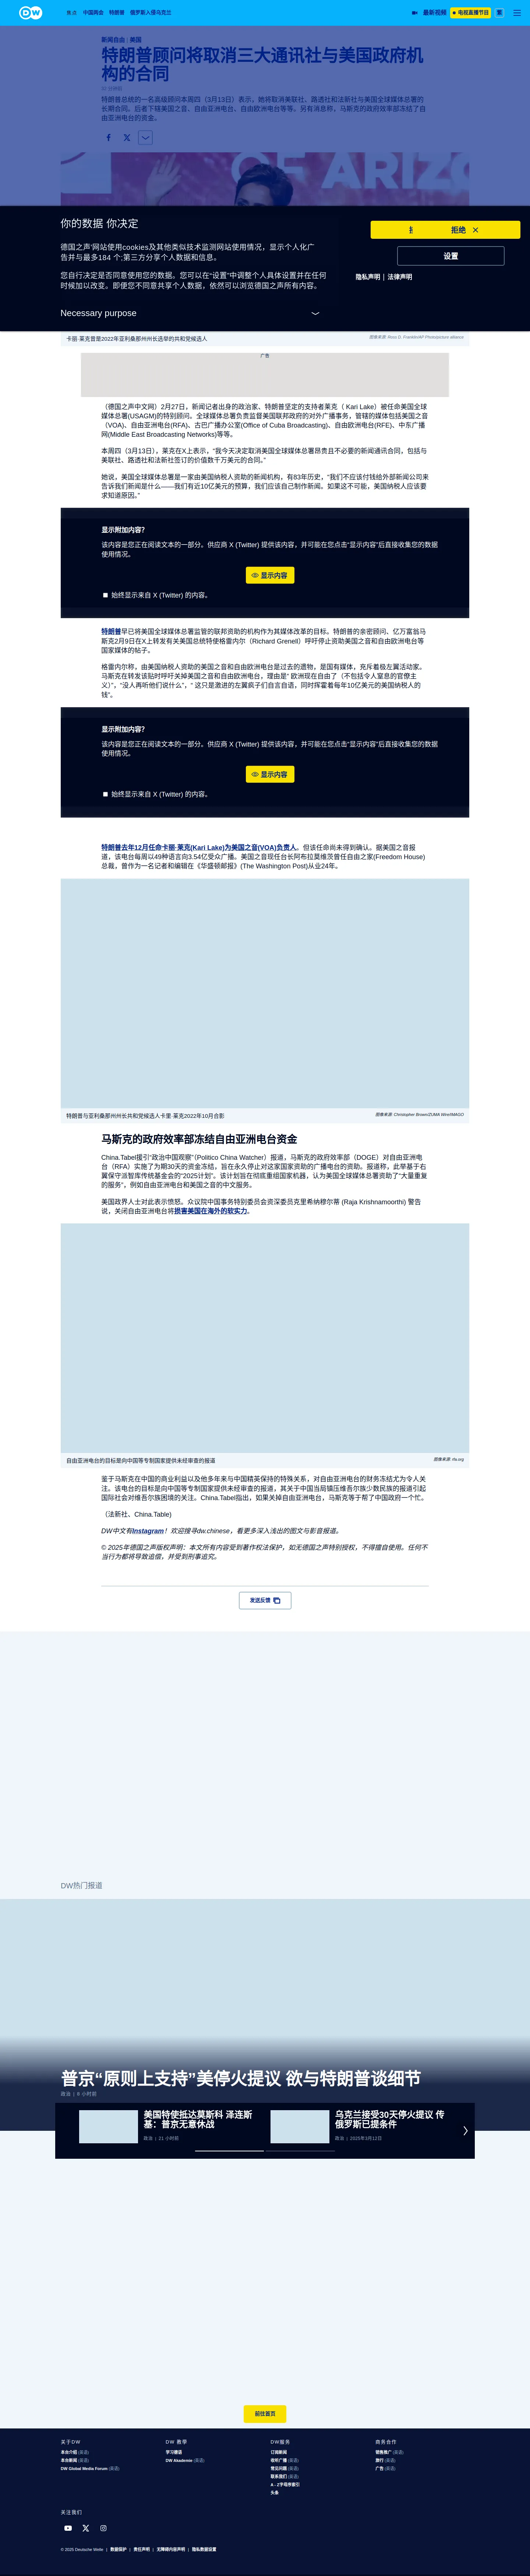 焦点 中国两会 特朗普 俄罗斯入侵乌克兰 最新视频 电视直播节目 繁
新闻自由 | 美国
特朗普顾问将取消三大通讯社与美国政府机
构的合同
特朗普总统的一名高级顾问本周四（3月13日）表示，她将取消美联社、路透社和法新社与美国全球媒体总署的
长期合同。后者下辖美国之音、自由亚洲电台、自由欧洲电台等等。另有消息称，马斯克的政府效率部冻结了自
由亚洲电台的资金。
你的数据 你决定
德国之声'网站使用cookies及其他类似技术监测网站使用情况，显示个人化广
告并与最多184 个;第三方分享个人数据和信息。
您自行决定是否同意使用您的数据。您可以在“设置”中调整个人具体设置并在任何
时候加以改变。即便您不同意共享个人数据，依然可以浏览德国之声所有内容。
Necessary purpose
拒绝
设置
隐私声明 | 法律声明
卡丽·莱克曾是2022年亚利桑那州州长选举的共和党候选人
图像来源: Ross D. Franklin/AP Photo/picture alliance
广告
（德国之声中文网）2月27日，新闻记者出身的政治家、特朗普坚定的支持者莱克（ Kari Lake）被任命美国全球
媒体总署(USAGM)的特别顾问。全球媒体总署负责监督美国联邦政府的对外广播事务，管辖的媒体包括美国之音
（VOA)、自由亚洲电台(RFA)、古巴广播办公室(Office of Cuba Broadcasting)、自由欧洲电台(RFE)、中东广播
网(Middle East Broadcasting Networks)等等。
本周四（3月13日），莱克在X上表示，“我今天决定取消美国全球媒体总署昂贵且不必要的新闻通讯合同，包括与
美联社、路透社和法新社签订的价值数千万美元的合同。”
她说，美国全球媒体总署是一家由美国纳税人资助的新闻机构，有83年历史，“我们不应该付钱给外部新闻公司来
告诉我们新闻是什么——我们有近10亿美元的预算，我们应该自己制作新闻。如果这不可能，美国纳税人应该要
求知道原因。”
显示附加内容?
该内容是您正在阅读文本的一部分。供应商 X (Twitter) 提供该内容，并可能在您点击“显示内容”后直接收集您的数据
使用情况。
显示内容
始终显示来自 X (Twitter) 的内容。
特朗普早已将美国全球媒体总署监管的联邦资助的机构作为其媒体改革的目标。特朗普的亲密顾问、亿万富翁马
斯克2月9日在X上转发有关美国总统特使格雷内尔（Richard Grenell）呼吁停止资助美国之音和自由欧洲电台等
国家媒体的帖子。
格雷内尔称，由美国纳税人资助的美国之音和自由欧洲电台是过去的遗物，是国有媒体，充斥着极左翼活动家。
马斯克在转发该贴时呼吁关掉美国之音和自由欧洲电台，理由是“ 欧洲现在自由了（不包括令人窒息的官僚主
义）”，“没人再听他们说什么”，“ 这只是激进的左翼疯子们自言自语，同时挥霍着每年10亿美元的美国纳税人的
钱”。
显示附加内容?
该内容是您正在阅读文本的一部分。供应商 X (Twitter) 提供该内容，并可能在您点击“显示内容”后直接收集您的数据
使用情况。
显示内容
始终显示来自 X (Twitter) 的内容。
特朗普去年12月任命卡丽·莱克(Kari Lake)为美国之音(VOA)负责人。但该任命尚未得到确认。据美国之音报
道，该电台每周以49种语言向3.54亿受众广播。美国之音现任台长阿布拉莫维茨曾任自由之家(Freedom House)
总裁，曾作为一名记者和编辑在《华盛顿邮报》(The Washington Post)从业24年。
特朗普与亚利桑那州州长共和党候选人卡里·莱克2022年10月合影
图像来源: Christopher Brown/ZUMA Wire/IMAGO
马斯克的政府效率部冻结自由亚洲电台资金
China.Tabel援引“政治中国观察”（Politico China Watcher）报道，马斯克的政府效率部（DOGE）对自由亚洲电
台（RFA）实施了为期30天的资金冻结，旨在永久停止对这家国家资助的广播电台的资助。报道称，此举基于右
翼保守派智库传统基金会的“2025计划”。该计划旨在彻底重组国家机器，认为美国全球媒体总署资助了“大量重复
的服务”，例如自由亚洲电台和美国之音的中文服务。
美国政界人士对此表示愤怒。众议院中国事务特别委员会资深委员克里希纳穆尔蒂 (Raja Krishnamoorthi) 警告
说，关闭自由亚洲电台将损害美国在海外的软实力。
自由亚洲电台的目标是向中国等专制国家提供未经审查的报道
图像来源: rfa.org
鉴于马斯克在中国的商业利益以及他多年来与中国精英保持的特殊关系，对自由亚洲电台的财务冻结尤为令人关
注。该电台的目标是向中国等专制国家提供未经审查的报道，其关于中国当局镇压维吾尔族少数民族的报道引起
国际社会对维吾尔族困境的关注。China.Tabel指出，如果关掉自由亚洲电台，马斯克等于帮了中国政府一个忙。
（法新社、China.Table)
DW中文有Instagram！欢迎搜寻dw.chinese，看更多深入浅出的图文与影音报道。
© 2025年德国之声版权声明：本文所有内容受到著作权法保护，如无德国之声特别授权，不得擅自使用。任何不
当行为都将导致追偿，并受到刑事追究。
发送反馈
DW热门报道
普京“原则上支持”美停火提议 欲与特朗普谈细节
政治 | 8 小时前
美国特使抵达莫斯科 泽连斯
基：普京无意休战
政治 | 21 小时前
乌克兰接受30天停火提议 传
俄罗斯已提条件
政治 | 2025年3月12日
前往首页
关于DW
本台介绍 (英语)
本台新闻 (英语)
DW Global Media Forum (英语)
DW 教學
学习德语
DW Akademie (英语)
DW服务
订阅新闻
收听广播 (英语)
常见问题 (英语)
联系我们 (英语)
A - Z字母序索引
头条
商务合作
销售推广 (英语)
旅行 (英语)
广告 (英语)
关注我们
© 2025 Deutsche Welle | 数据保护 | 责任声明 | 无障碍内容声明 | 隐私数据设置